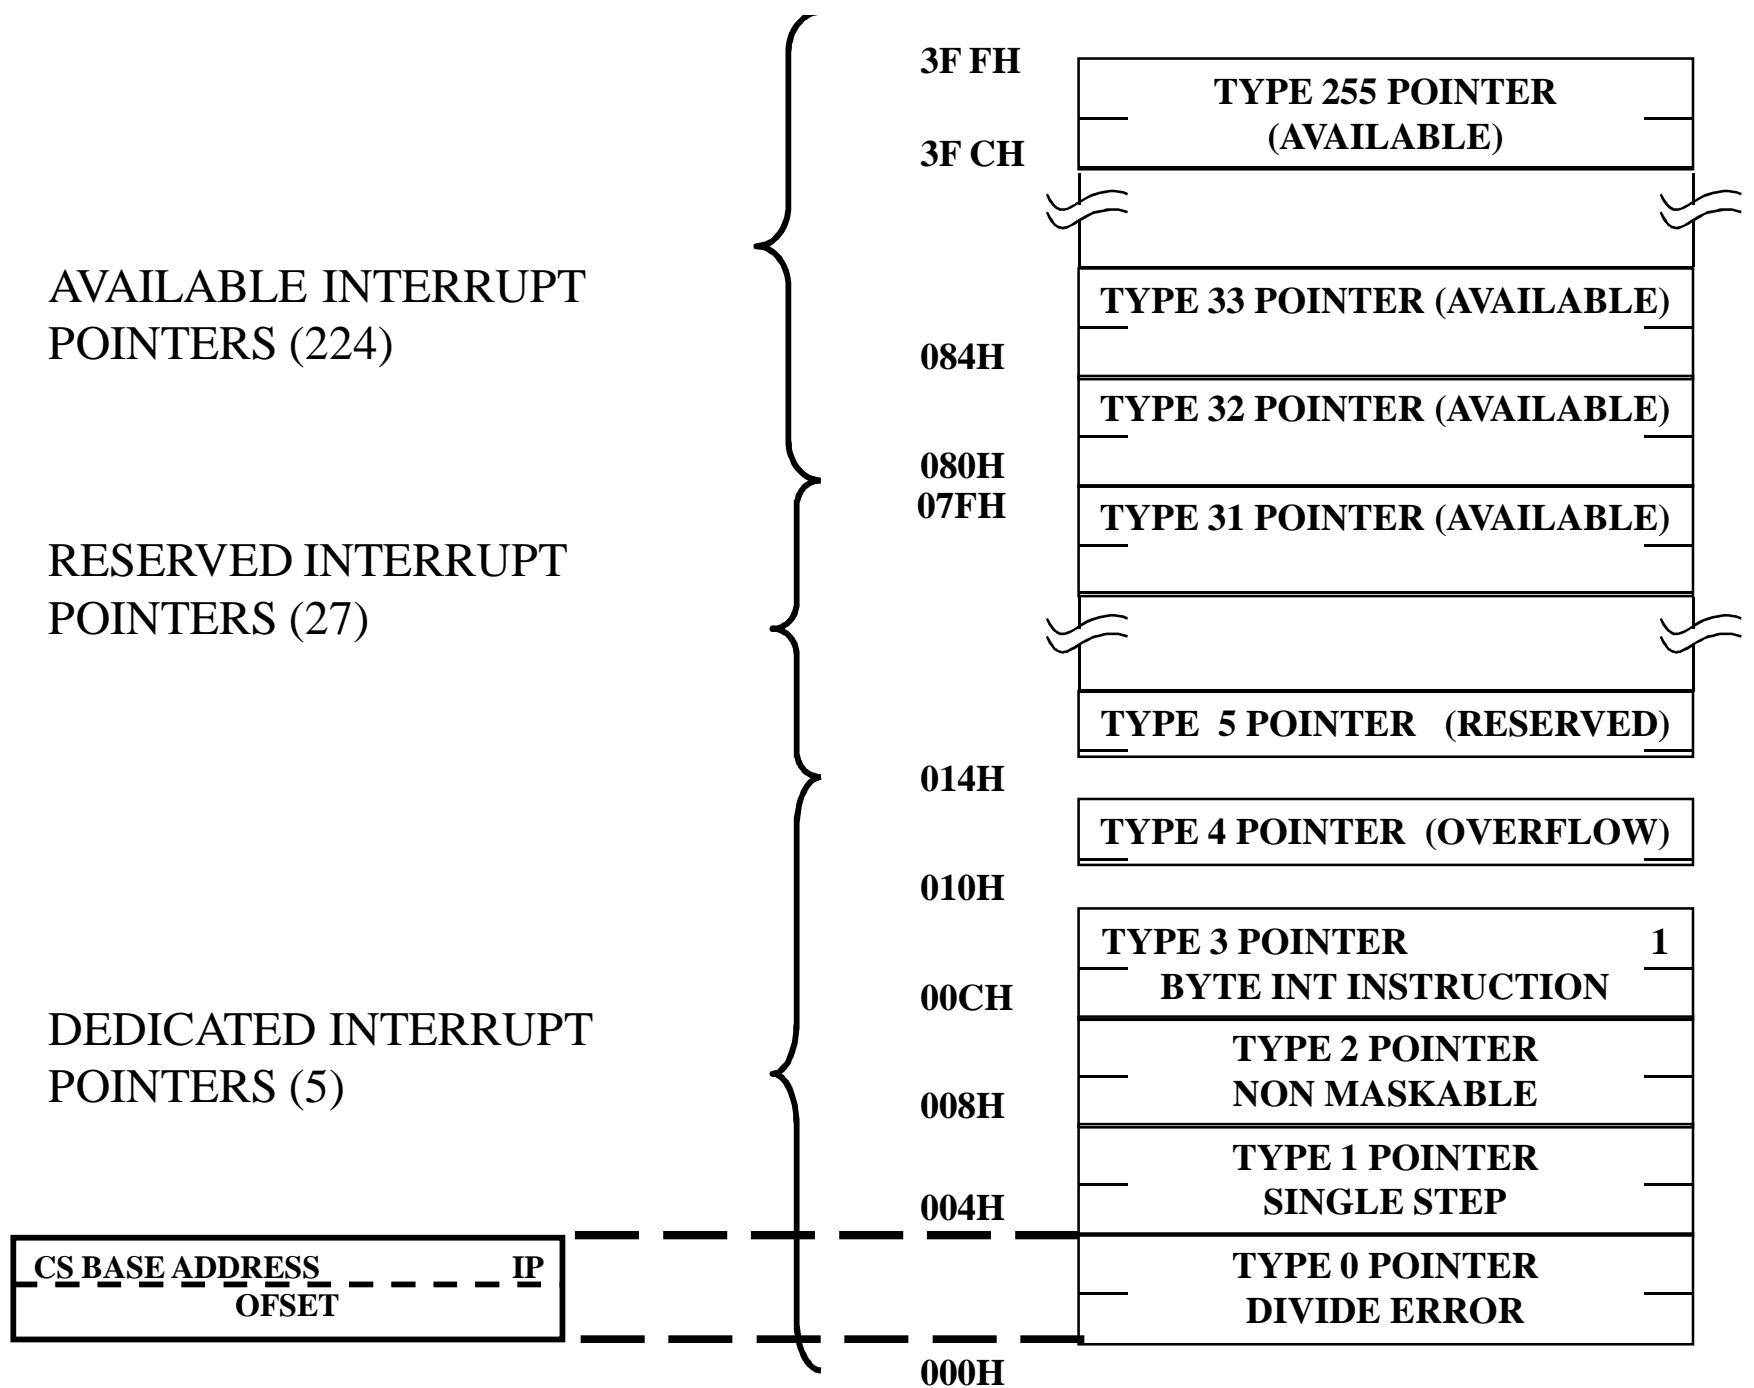 3F FH
TYPE 255 POINTER
(AVAILABLE)
3F CH
AVAILABLE INTERRUPT
POINTERS (224)
TYPE 33 POINTER (AVAILABLE)
084H
TYPE 32 POINTER (AVAILABLE)
080H
07FH
TYPE 31 POINTER (AVAILABLE)
RESERVED INTERRUPT
POINTERS (27)
TYPE 5 POINTER (RESERVED)
014H
TYPE 4 POINTER (OVERFLOW)
010H
TYPE 3 POINTER 1
BYTE INT INSTRUCTION
00CH
DEDICATED INTERRUPT
POINTERS (5)
TYPE 2 POINTER
NON MASKABLE
008H
TYPE 1 POINTER
SINGLE STEP
004H
CS BASE ADDRESS IP
OFSET
TYPE 0 POINTER
DIVIDE ERROR
000H